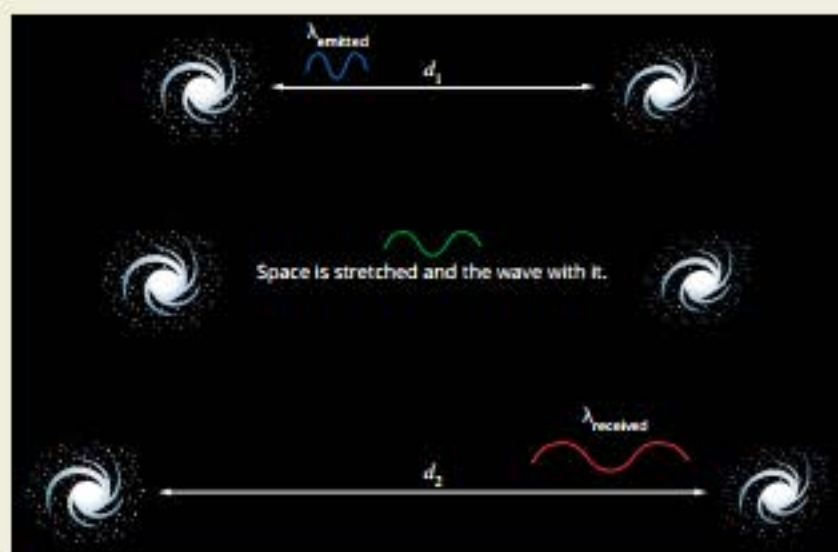 λemitted
d1
Space is stretched and the wave with it.
λreceived
d2